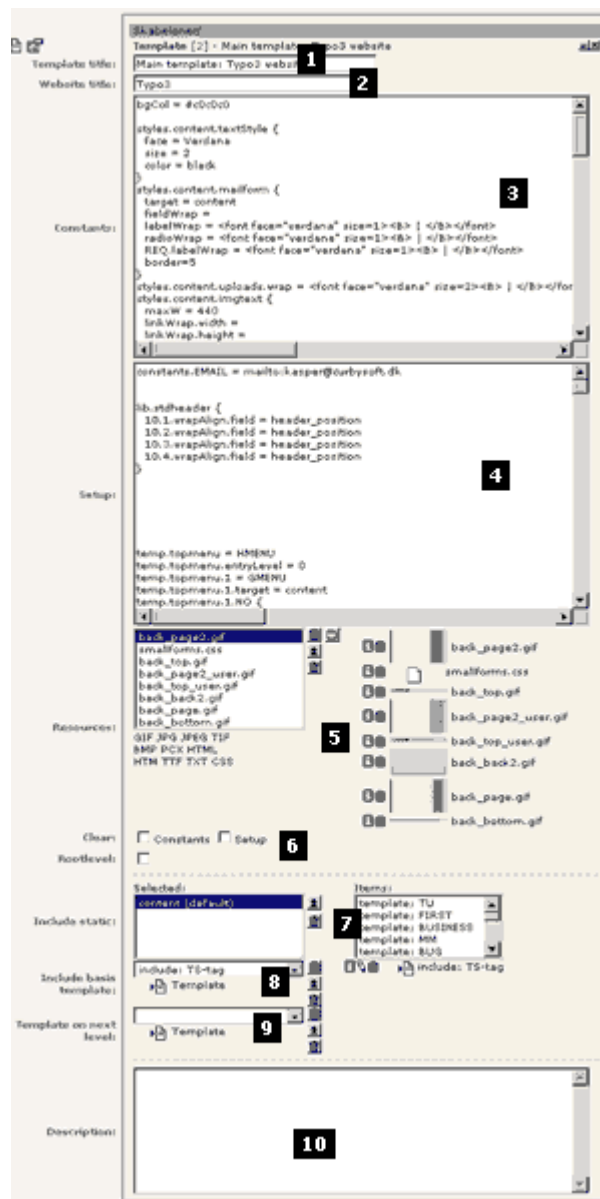 Skabeloner
Template [2] - Main template: Typo3 website
Template title:
Main template: Typo3 website
1
Website title:
Typo3
2
Constants:
bgCol = #c0c0c0
styles.content.textStyle {
face = Verdana
size = 2
color = black
}
styles.content.mailform {
target = content
fieldWrap =
labelWrap = <font face="verdana" size=1><B> | </B></font>
radioWrap = <font face="verdana" size=1><B> | </B></font>
REQ.labelWrap = <font face="verdana" size=1><B> | </B></font>
border=5
}
styles.content.uploads.wrap = <font face="verdana" size=2><B> | </B></for
styles.content.imgtext {
maxW = 440
linkWrap.width =
linkWrap.height =
3
Setup:
constants.EMAIL = mailto:kasper@curbysoft.dk
lib.stdheader {
10.1.wrapAlign.field = header_position
10.2.wrapAlign.field = header_position
10.3.wrapAlign.field = header_position
10.4.wrapAlign.field = header_position
}
4
temp.topmenu = HMENU
temp.topmenu.entryLevel = 0
temp.topmenu.1 = GMENU
temp.topmenu.1.target = content
temp.topmenu.1.NO {
Resources:
back_page2.gif
smallforms.css
back_top.gif
back_page2_user.gif
back_top_user.gif
back_back2.gif
back_page.gif
back_bottom.gif
GIF JPG JPEG TIF
BMP PCX HTML
HTM TTF TXT CSS
5
back_page2.gif
smallforms.css
back_top.gif
back_page2_user.gif
back_top_user.gif
back_back2.gif
back_page.gif
back_bottom.gif
Clear:
Constants Setup
6
Rootlevel:
Include static:
Selected:
content (default)
7
Items:
template: TU
template: FIRST
template: BUSINESS
template: MM
template: BUG
include: TS-tag
Include basis
template:
include: TS-tag
Template
8
Template on next
level:
Template
9
Description:
10